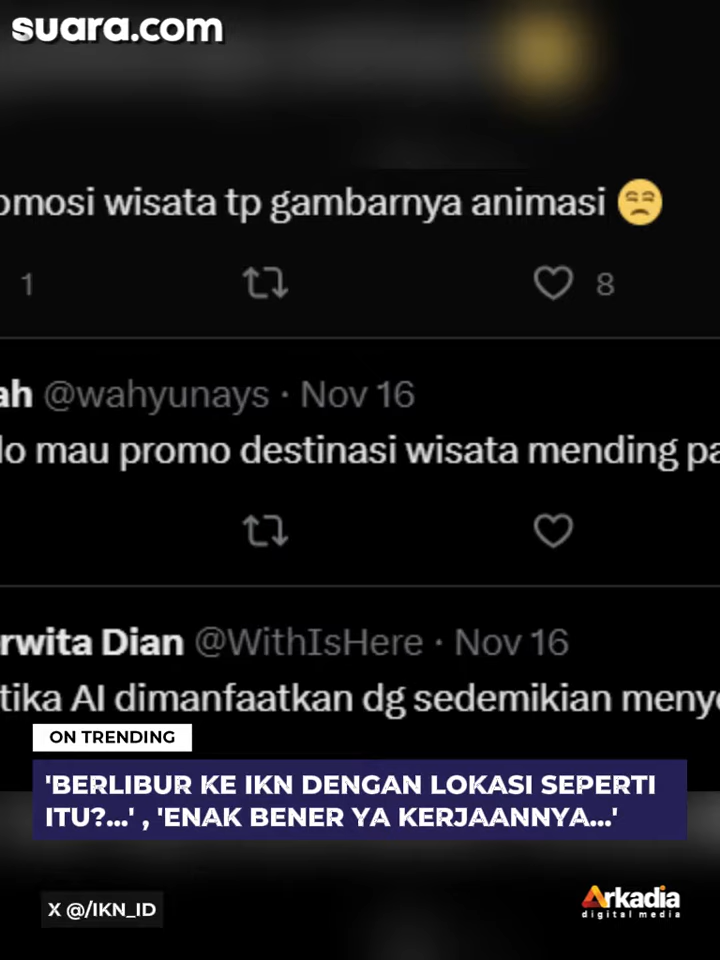 suara.com
omosi wisata tp gambarnya animasi 😒
1 8
ah @wahyunays · Nov 16
lo mau promo destinasi wisata mending pa
rwita Dian @WithIsHere · Nov 16
tika AI dimanfaatkan dg sedemikian menye
ON TRENDING
'BERLIBUR KE IKN DENGAN LOKASI SEPERTI
ITU?...' , 'ENAK BENER YA KERJAANNYA...'
X @/IKN_ID
Arkadia
digital media